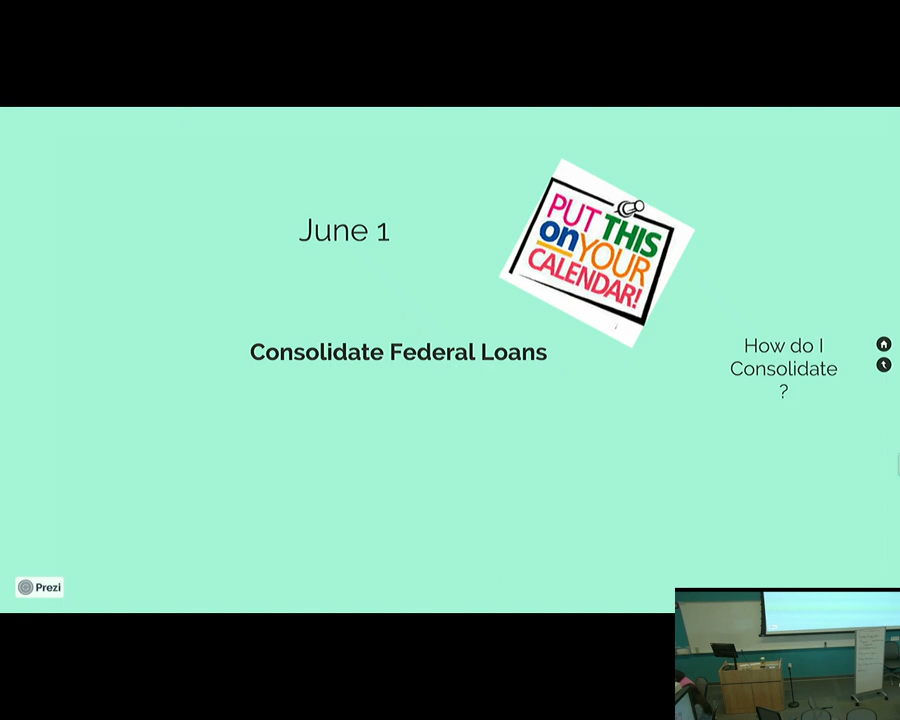 June 1
PUT THIS
on YOUR
CALENDAR!
Consolidate Federal Loans
How do I
Consolidate
?
Prezi